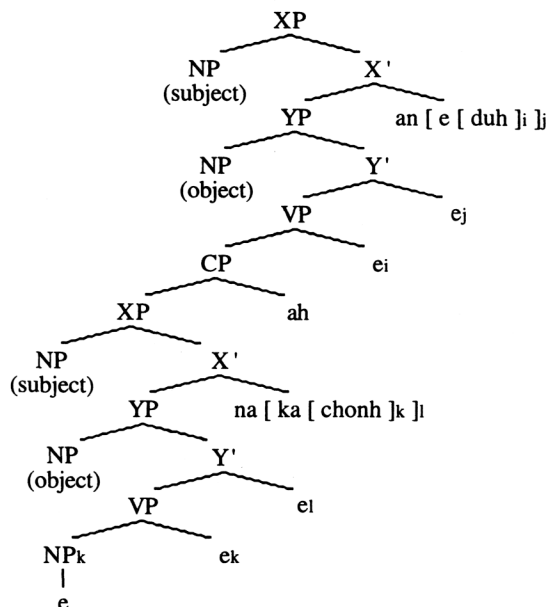 XP
NP X'
(subject)
YP an [ e [ duh ]i ]j
NP Y'
(object)
VP ej
CP ei
XP ah
NP X'
(subject)
YP na [ ka [ chonh ]k ]l
NP Y'
(object)
VP el
NPk ek
e